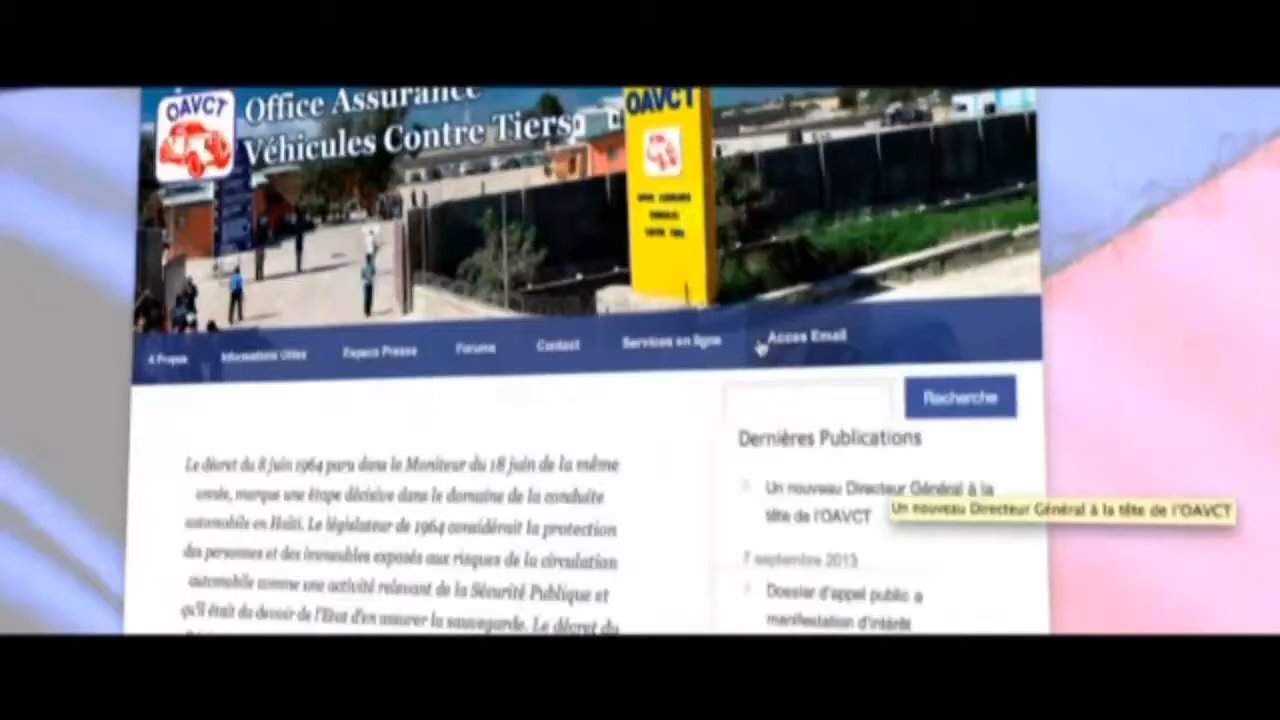 OAVCT
Office Assurance
Véhicules Contre Tiers
OAVCT
A Propos
Informations Utiles
Espace Presse
Forums
Contact
Services en ligne
Acces Email
Recherche
Dernières Publications
Le décret du 8 juin 1964 paru dans le Moniteur du 18 juin de la même
année, marque une étape décisive dans le domaine de la conduite
automobile en Haïti. Le législateur de 1964 considérait la protection
des personnes et des immeubles exposés aux risques de la circulation
automobile comme une activité relevant de la Sécurité Publique et
qu'il était du devoir de l'Etat d'en assurer la sauvegarde. Le décret du
Un nouveau Directeur Général à la
tête de l'OAVCT
Un nouveau Directeur Général à la tête de l'OAVCT
7 septembre 2013
Dossier d'appel public a
manifestation d'intérêt